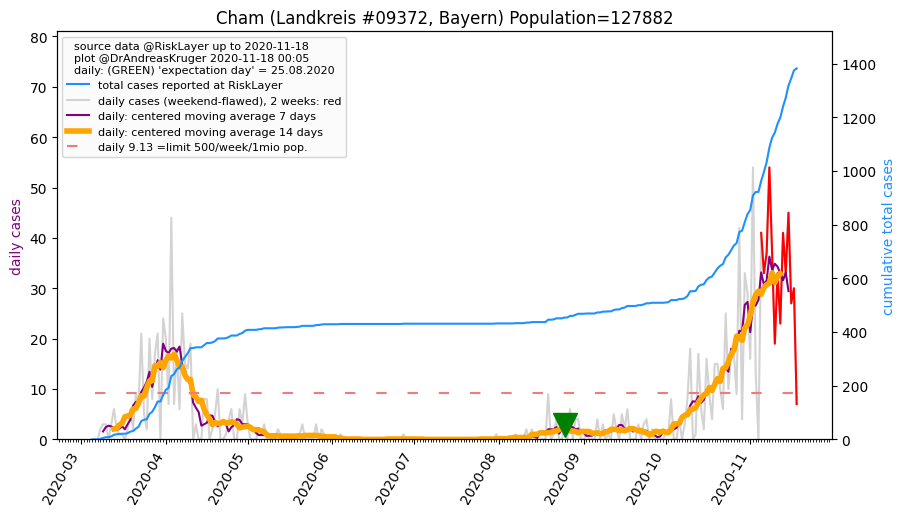 Cham (Landkreis #09372, Bayern) Population=127882
source data @RiskLayer up to 2020-11-18
plot @DrAndreasKruger 2020-11-18 00:05
daily: (GREEN) 'expectation day' = 25.08.2020
total cases reported at RiskLayer
daily cases (weekend-flawed), 2 weeks: red
daily: centered moving average 7 days
daily: centered moving average 14 days
daily 9.13 =limit 500/week/1mio pop.
daily cases
80
70
60
50
40
30
20
10
0
cumulative total cases
1400
1200
1000
800
600
400
200
0
2020-03
2020-04
2020-05
2020-06
2020-07
2020-08
2020-09
2020-10
2020-11